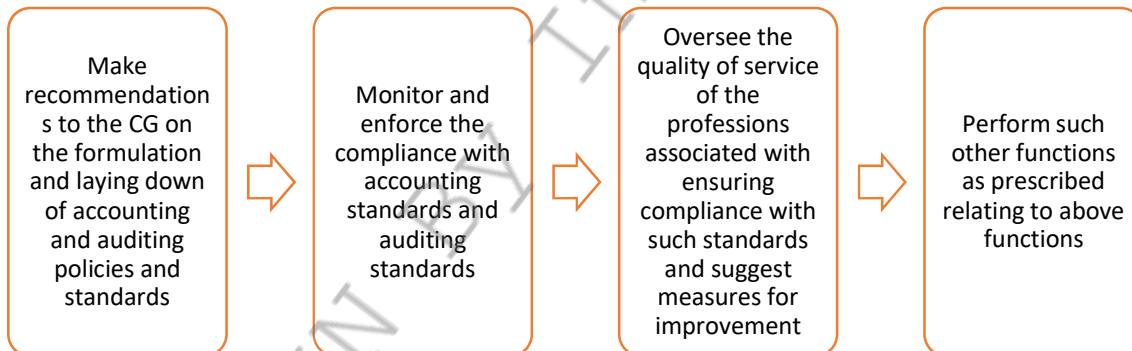 Make
recommendation
s to the CG on
the formulation
and laying down
of accounting
and auditing
policies and
standards
Monitor and
enforce the
compliance with
accounting
standards and
auditing
standards
Oversee the
quality of service
of the
professions
associated with
ensuring
compliance with
such standards
and suggest
measures for
improvement
Perform such
other functions
as prescribed
relating to above
functions
BY